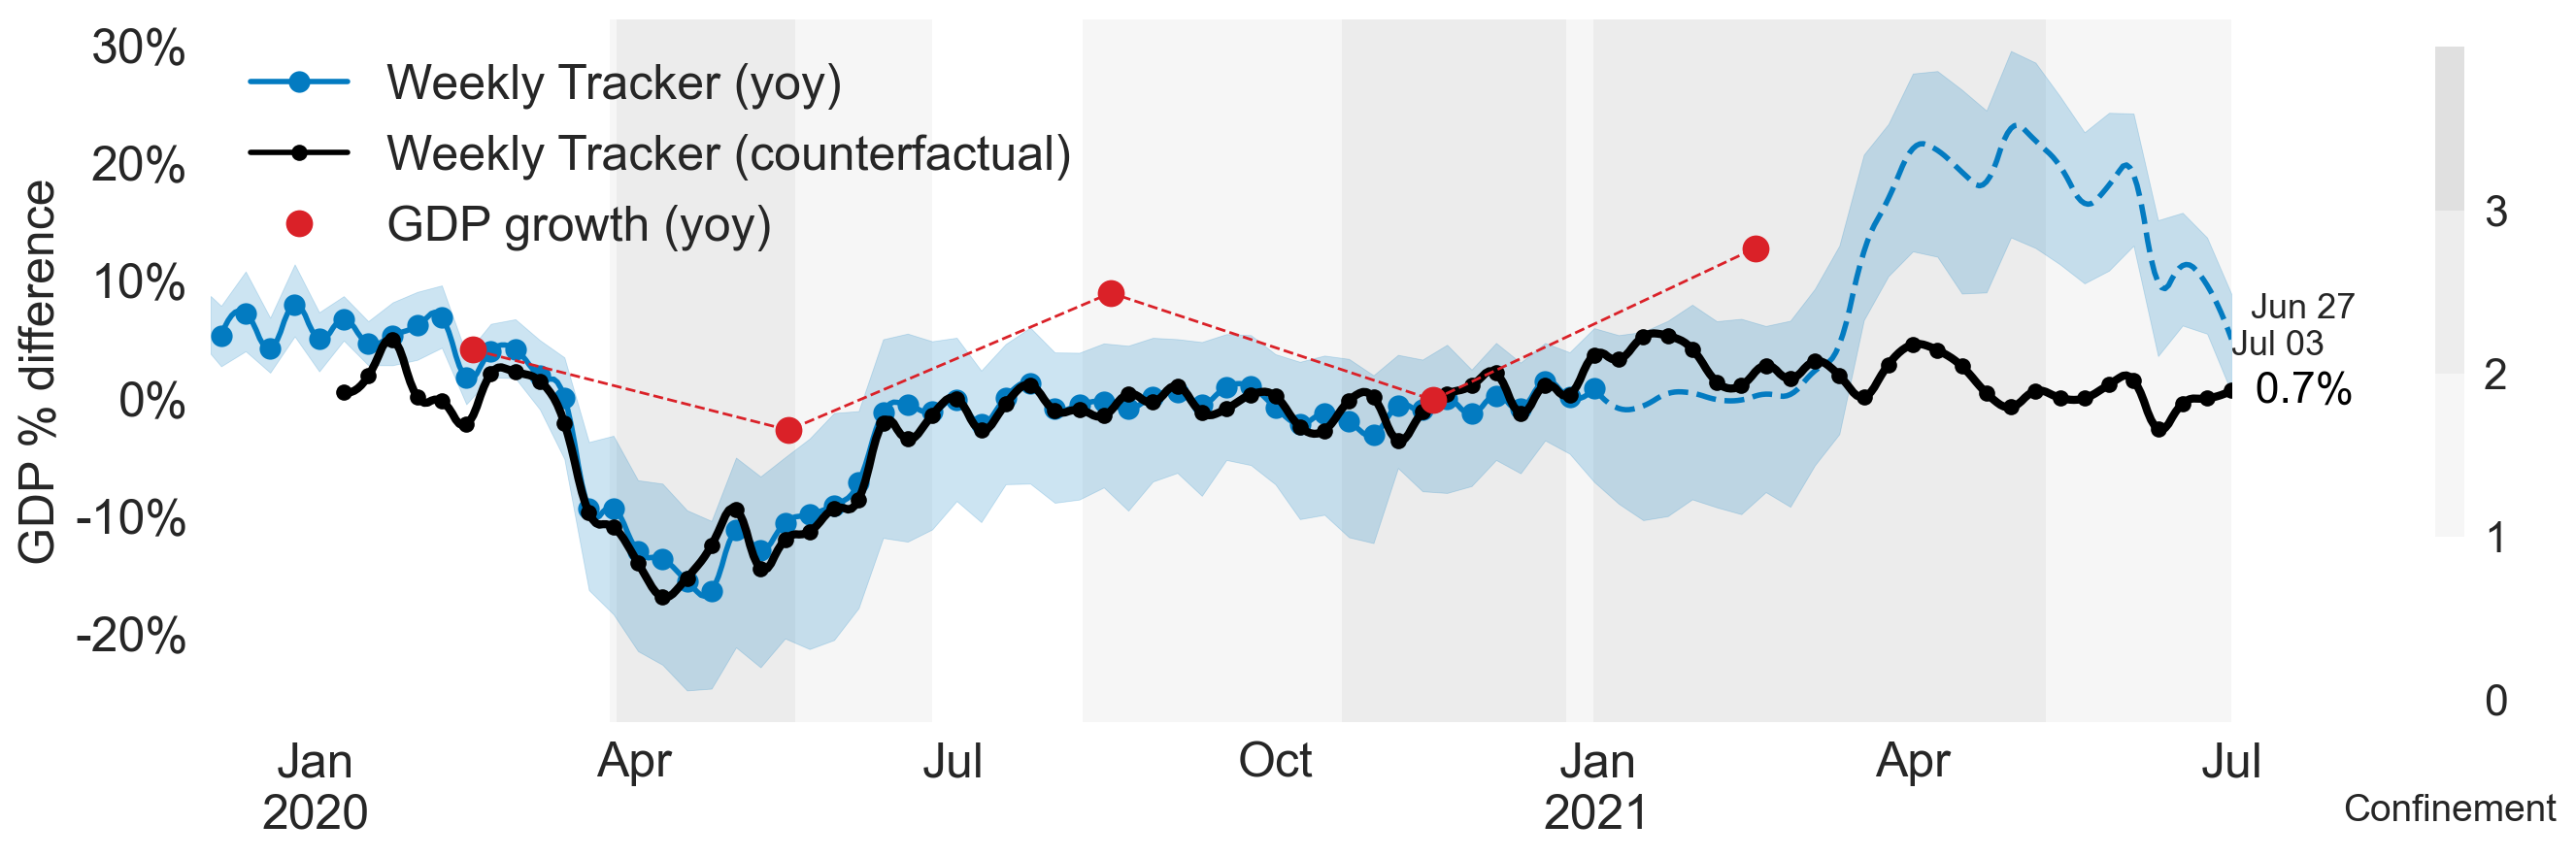 30%
20%
10%
0%
-10%
-20%
GDP % difference
Weekly Tracker (yoy)
Weekly Tracker (counterfactual)
GDP growth (yoy)
Jun 27
Jul 03
0.7%
3
2
1
0
Jan Apr Jul Oct Jan Apr Jul
2020 2021
Confinement